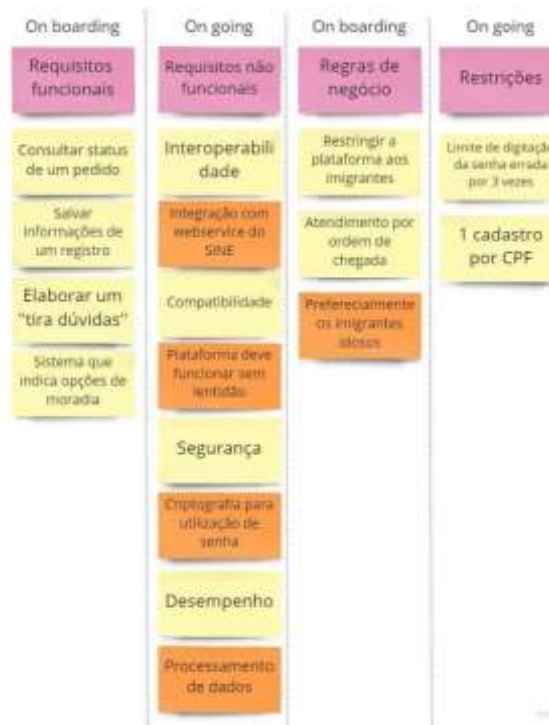 On boarding
Requisitos
funcionais
Consultar status
de um pedido
Salvar
informações de
um registro
Elaborar um
"tira dúvidas"
Sistema que
indica opções de
moradia
On going
Requisitos não
funcionais
Interoperabili
dade
Integração com
webservice do
SINE
Compatibilidade
Plataforma deve
funcionar sem
lentidão
Segurança
Criptografia para
utilização de
senha
Desempenho
Processamento
de dados
On boarding
Regras de
negócio
Restringir a
plataforma aos
imigrantes
Atendimento por
ordem de
chegada
Preferecialmente
os imigrantes
idosos
On going
Restrições
Limite de digitação
da senha errada
por 3 vezes
1 cadastro
por CPF